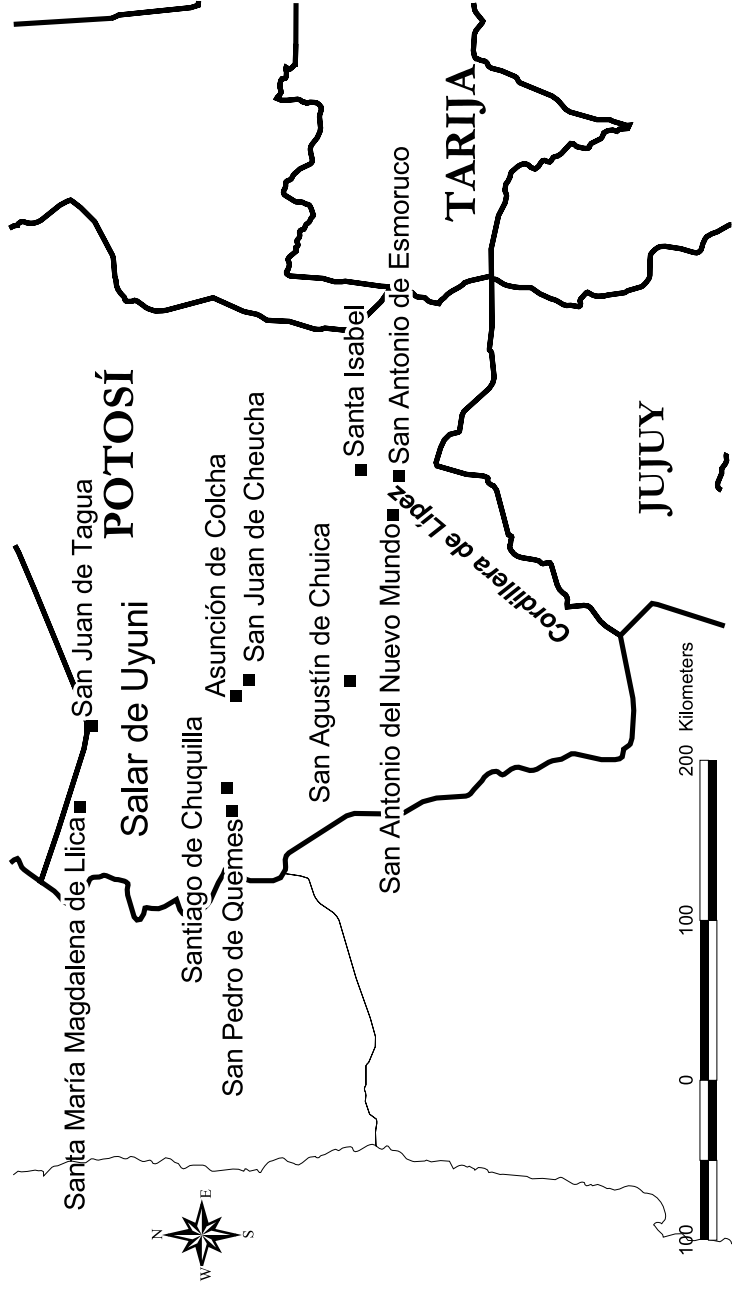 Santa María Magdalena de Llica
San Juan de Tagua
POTOSÍ
Salar de Uyuni
N
W
E
S
Santiago de Chuquilla
Asunción de Colcha
San Pedro de Quemes
San Juan de Cheucha
San Agustín de Chuica
Santa Isabel
San Antonio del Nuevo Mundo
San Antonio de Esmoruco
Cordillera de Lípez
TARIJA
JUJUY
100
0
100
200 Kilometers